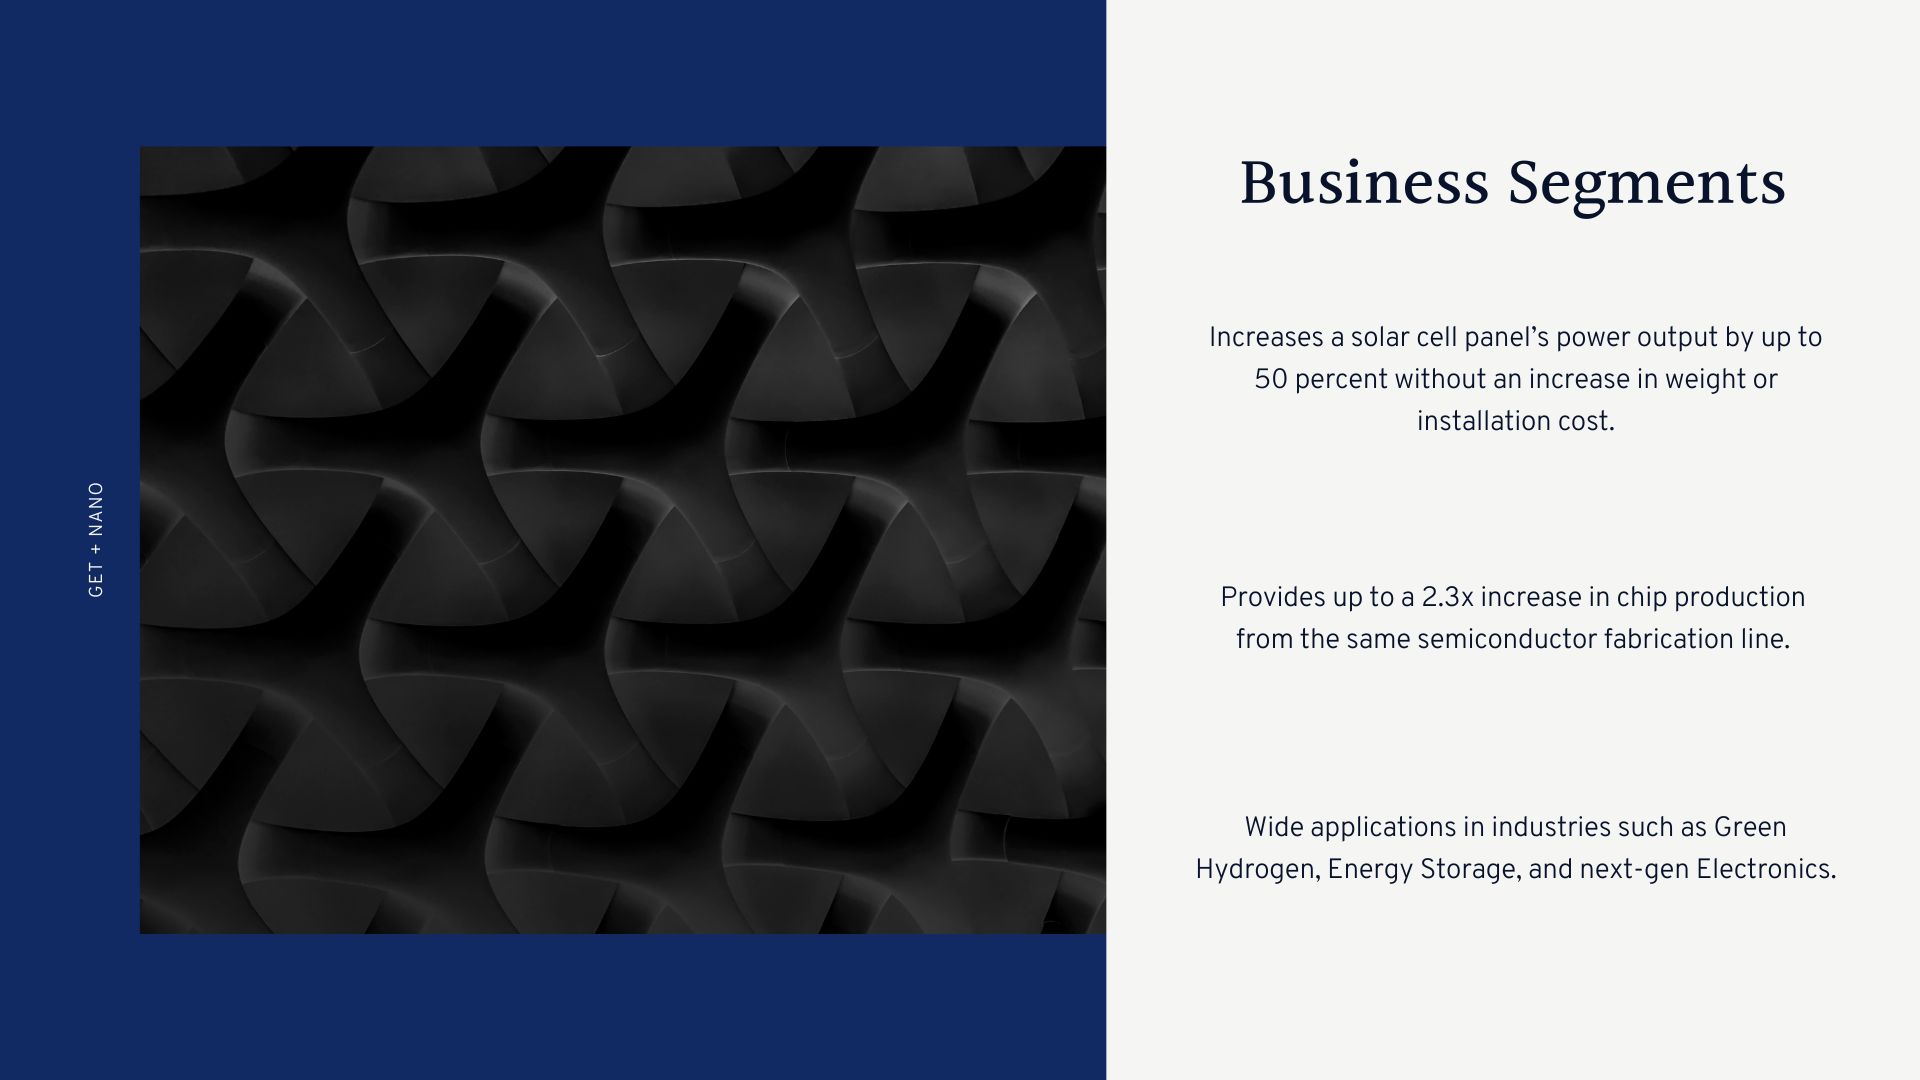 GET + NANO
Business Segments
Increases a solar cell panel’s power output by up to
50 percent without an increase in weight or
installation cost.
Provides up to a 2.3x increase in chip production
from the same semiconductor fabrication line.
Wide applications in industries such as Green
Hydrogen, Energy Storage, and next-gen Electronics.